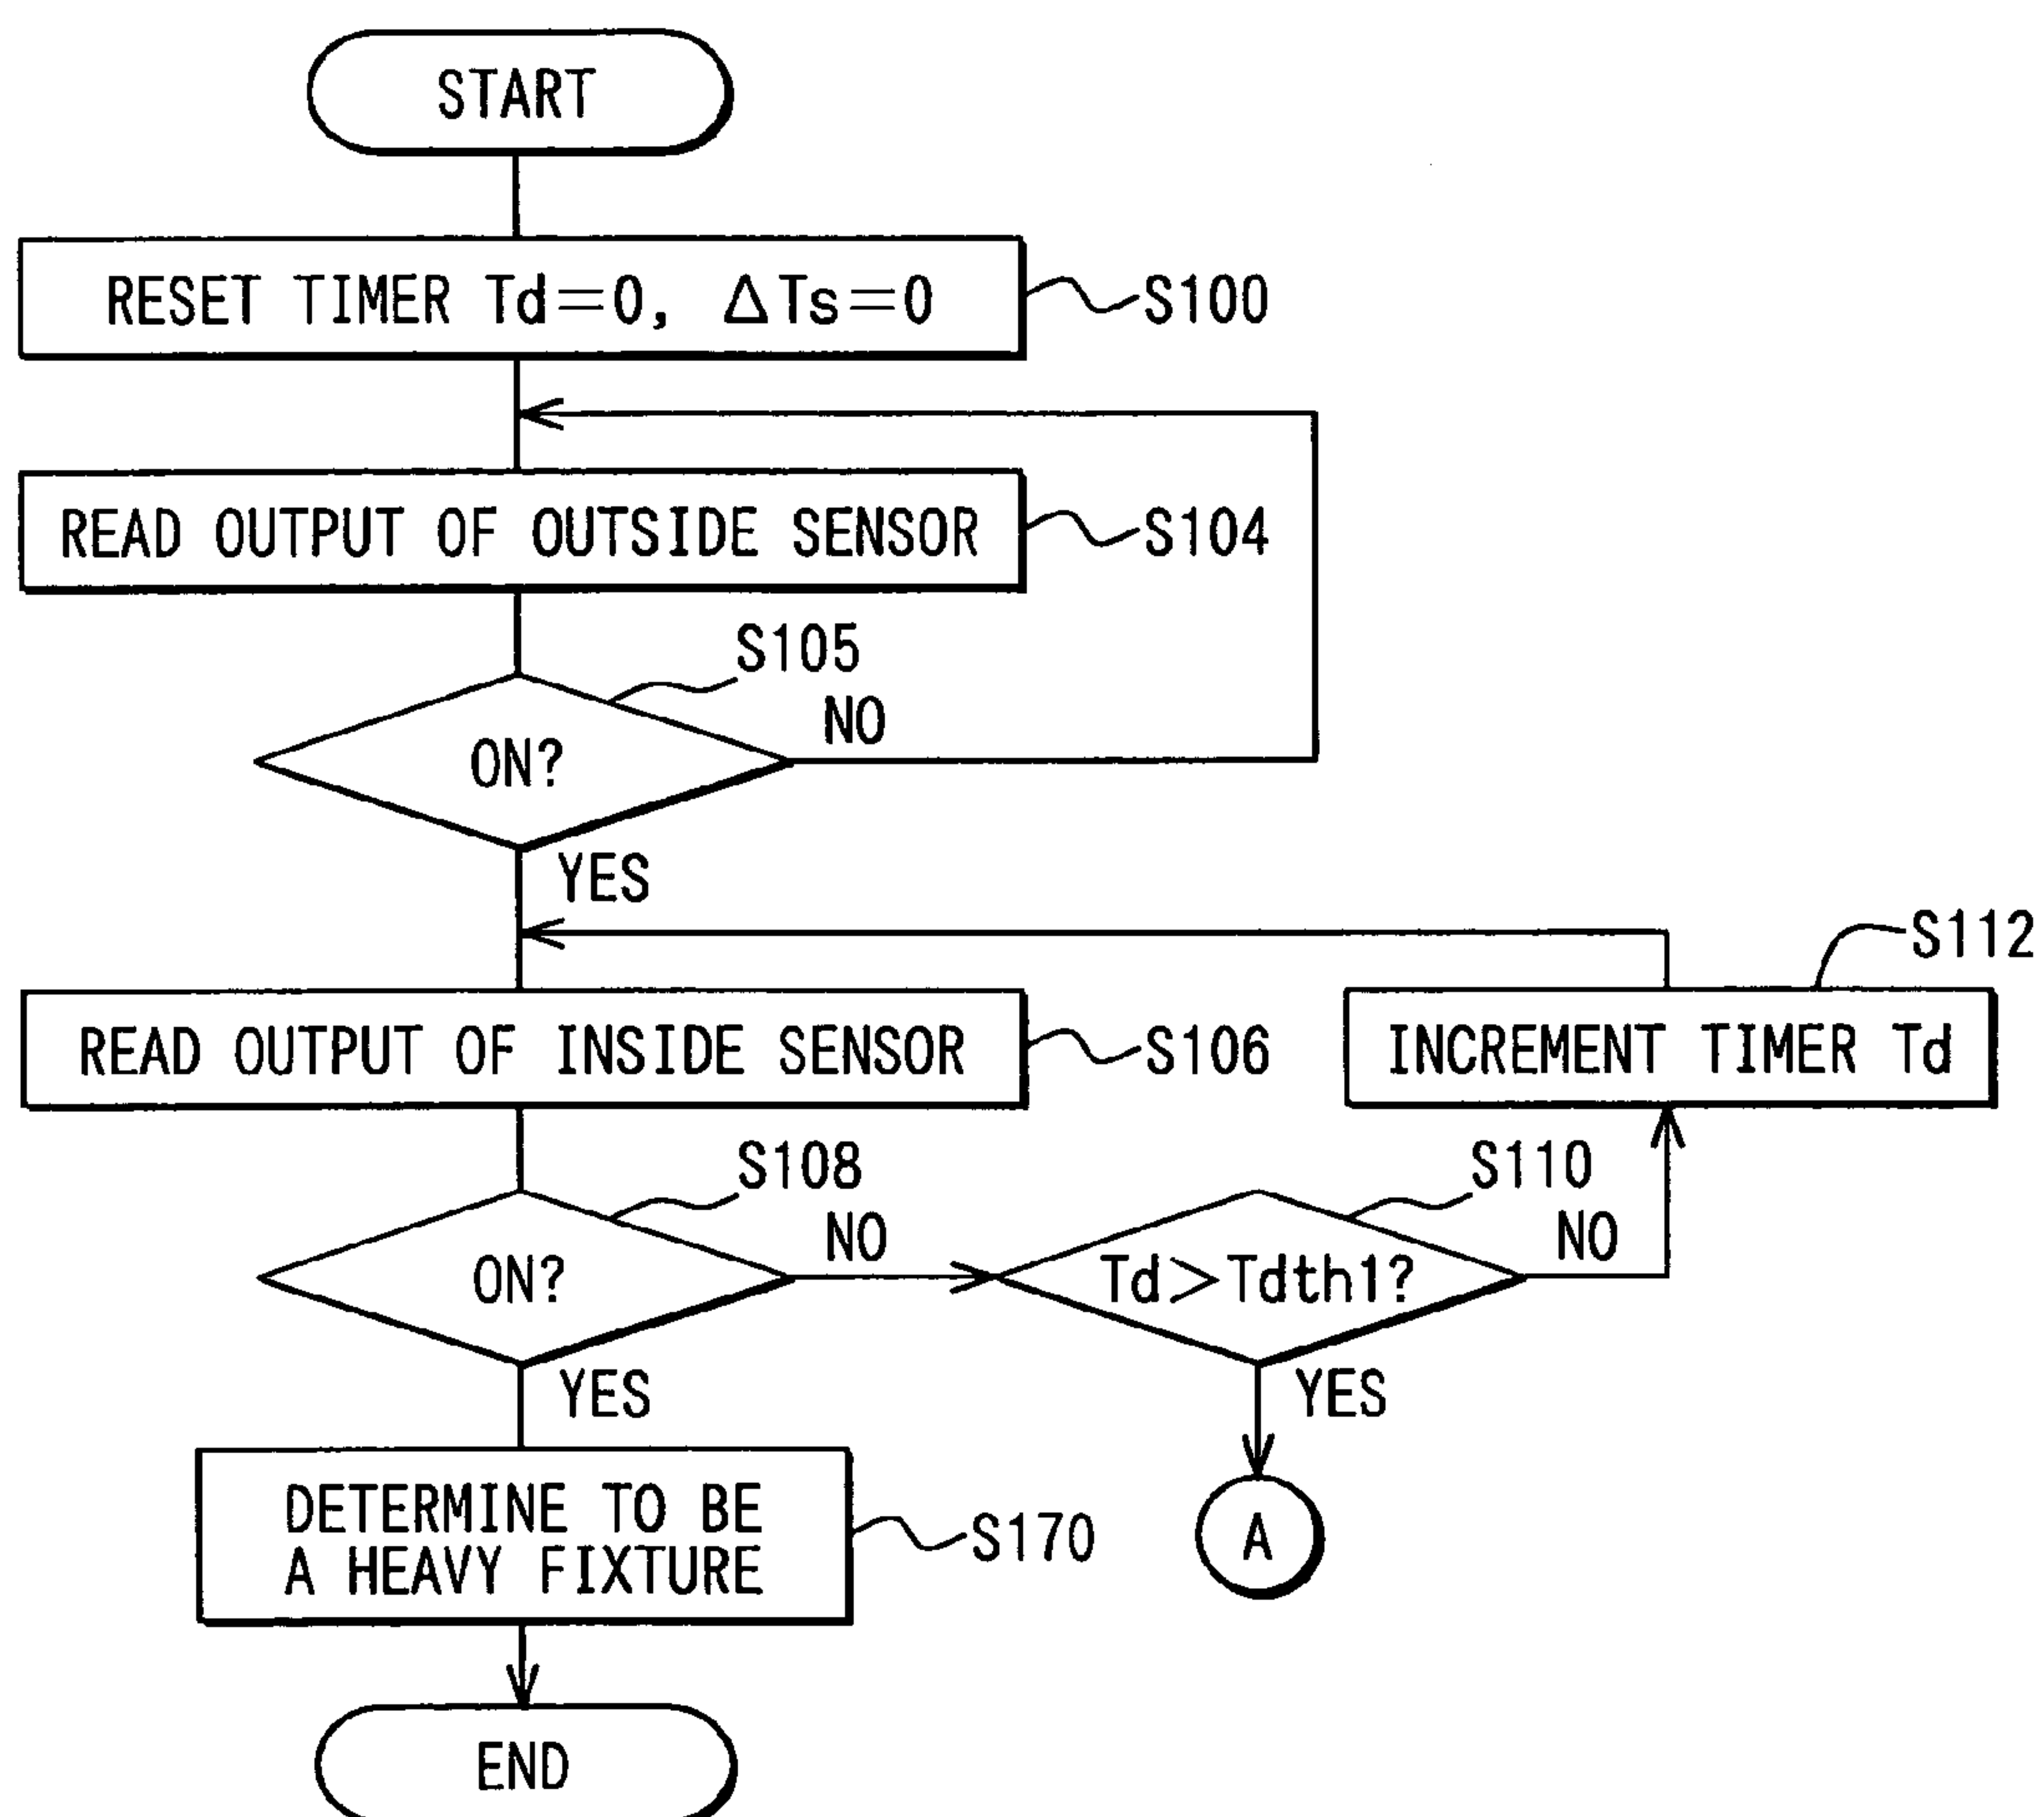 START
RESET TIMER Td=0, ΔTs=0
S100
READ OUTPUT OF OUTSIDE SENSOR
S104
S105
ON?
NO
YES
S112
READ OUTPUT OF INSIDE SENSOR
S106
INCREMENT TIMER Td
S108
ON?
NO
S110
Td>Tdth1?
NO
YES
YES
DETERMINE TO BE
A HEAVY FIXTURE
S170
A
END